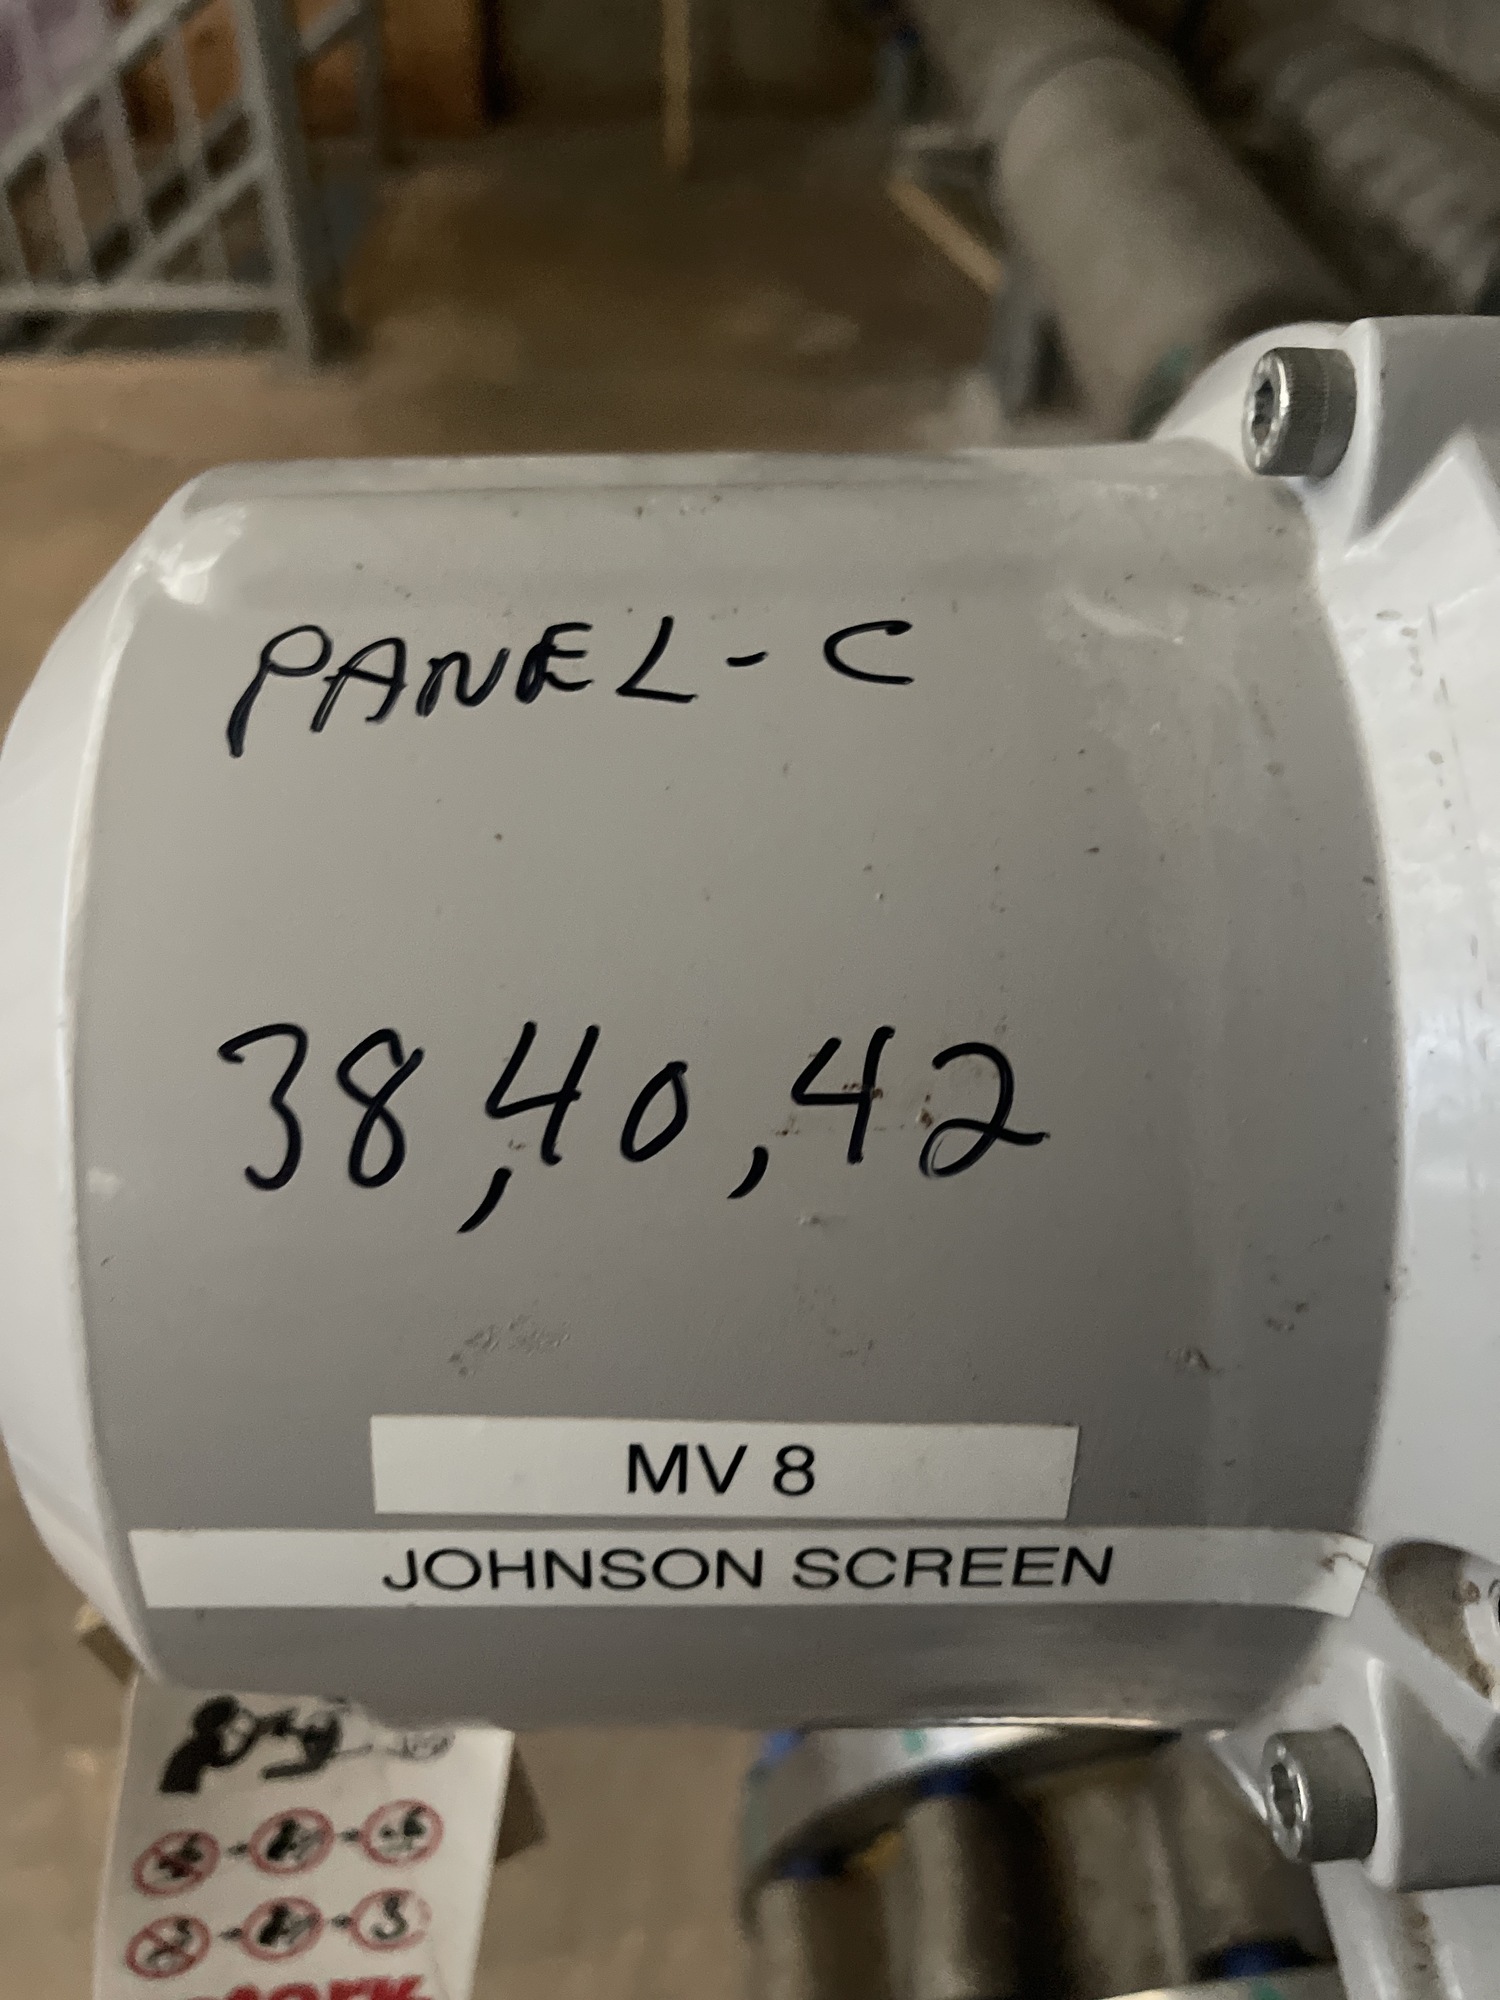 PANEL-C
38,40,42
MV 8
JOHNSON SCREEN